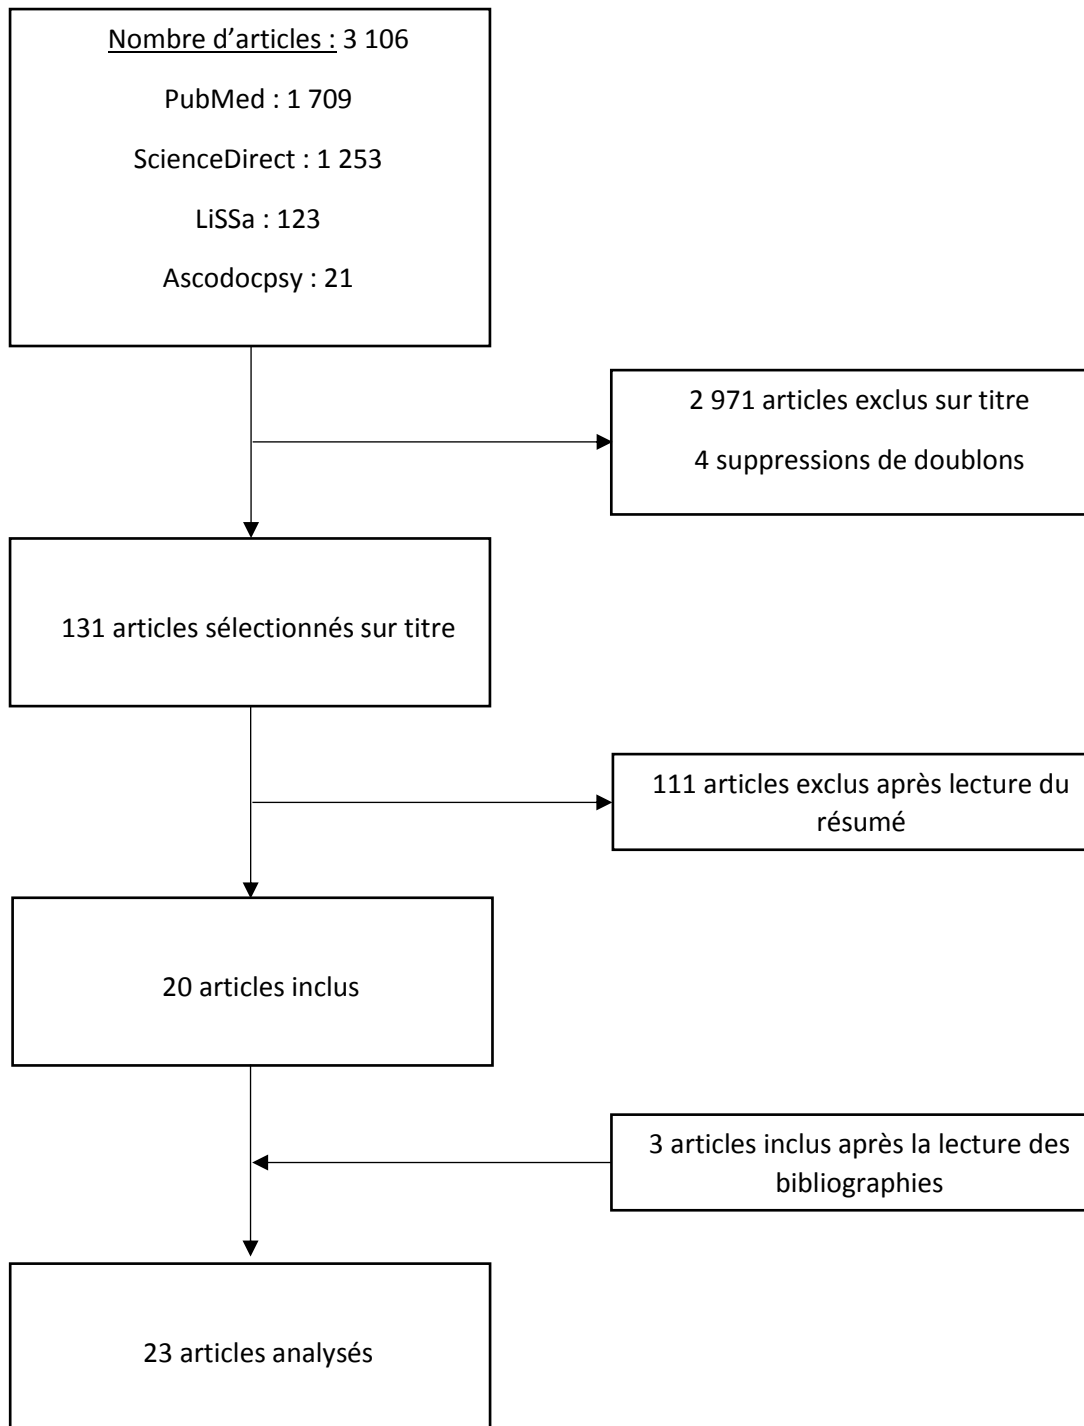 Nombre d’articles : 3 106
PubMed : 1 709
ScienceDirect : 1 253
LiSSa : 123
Ascodocpsy : 21
2 971 articles exclus sur titre
4 suppressions de doublons
131 articles sélectionnés sur titre
111 articles exclus après lecture du
résumé
20 articles inclus
3 articles inclus après la lecture des
bibliographies
23 articles analysés